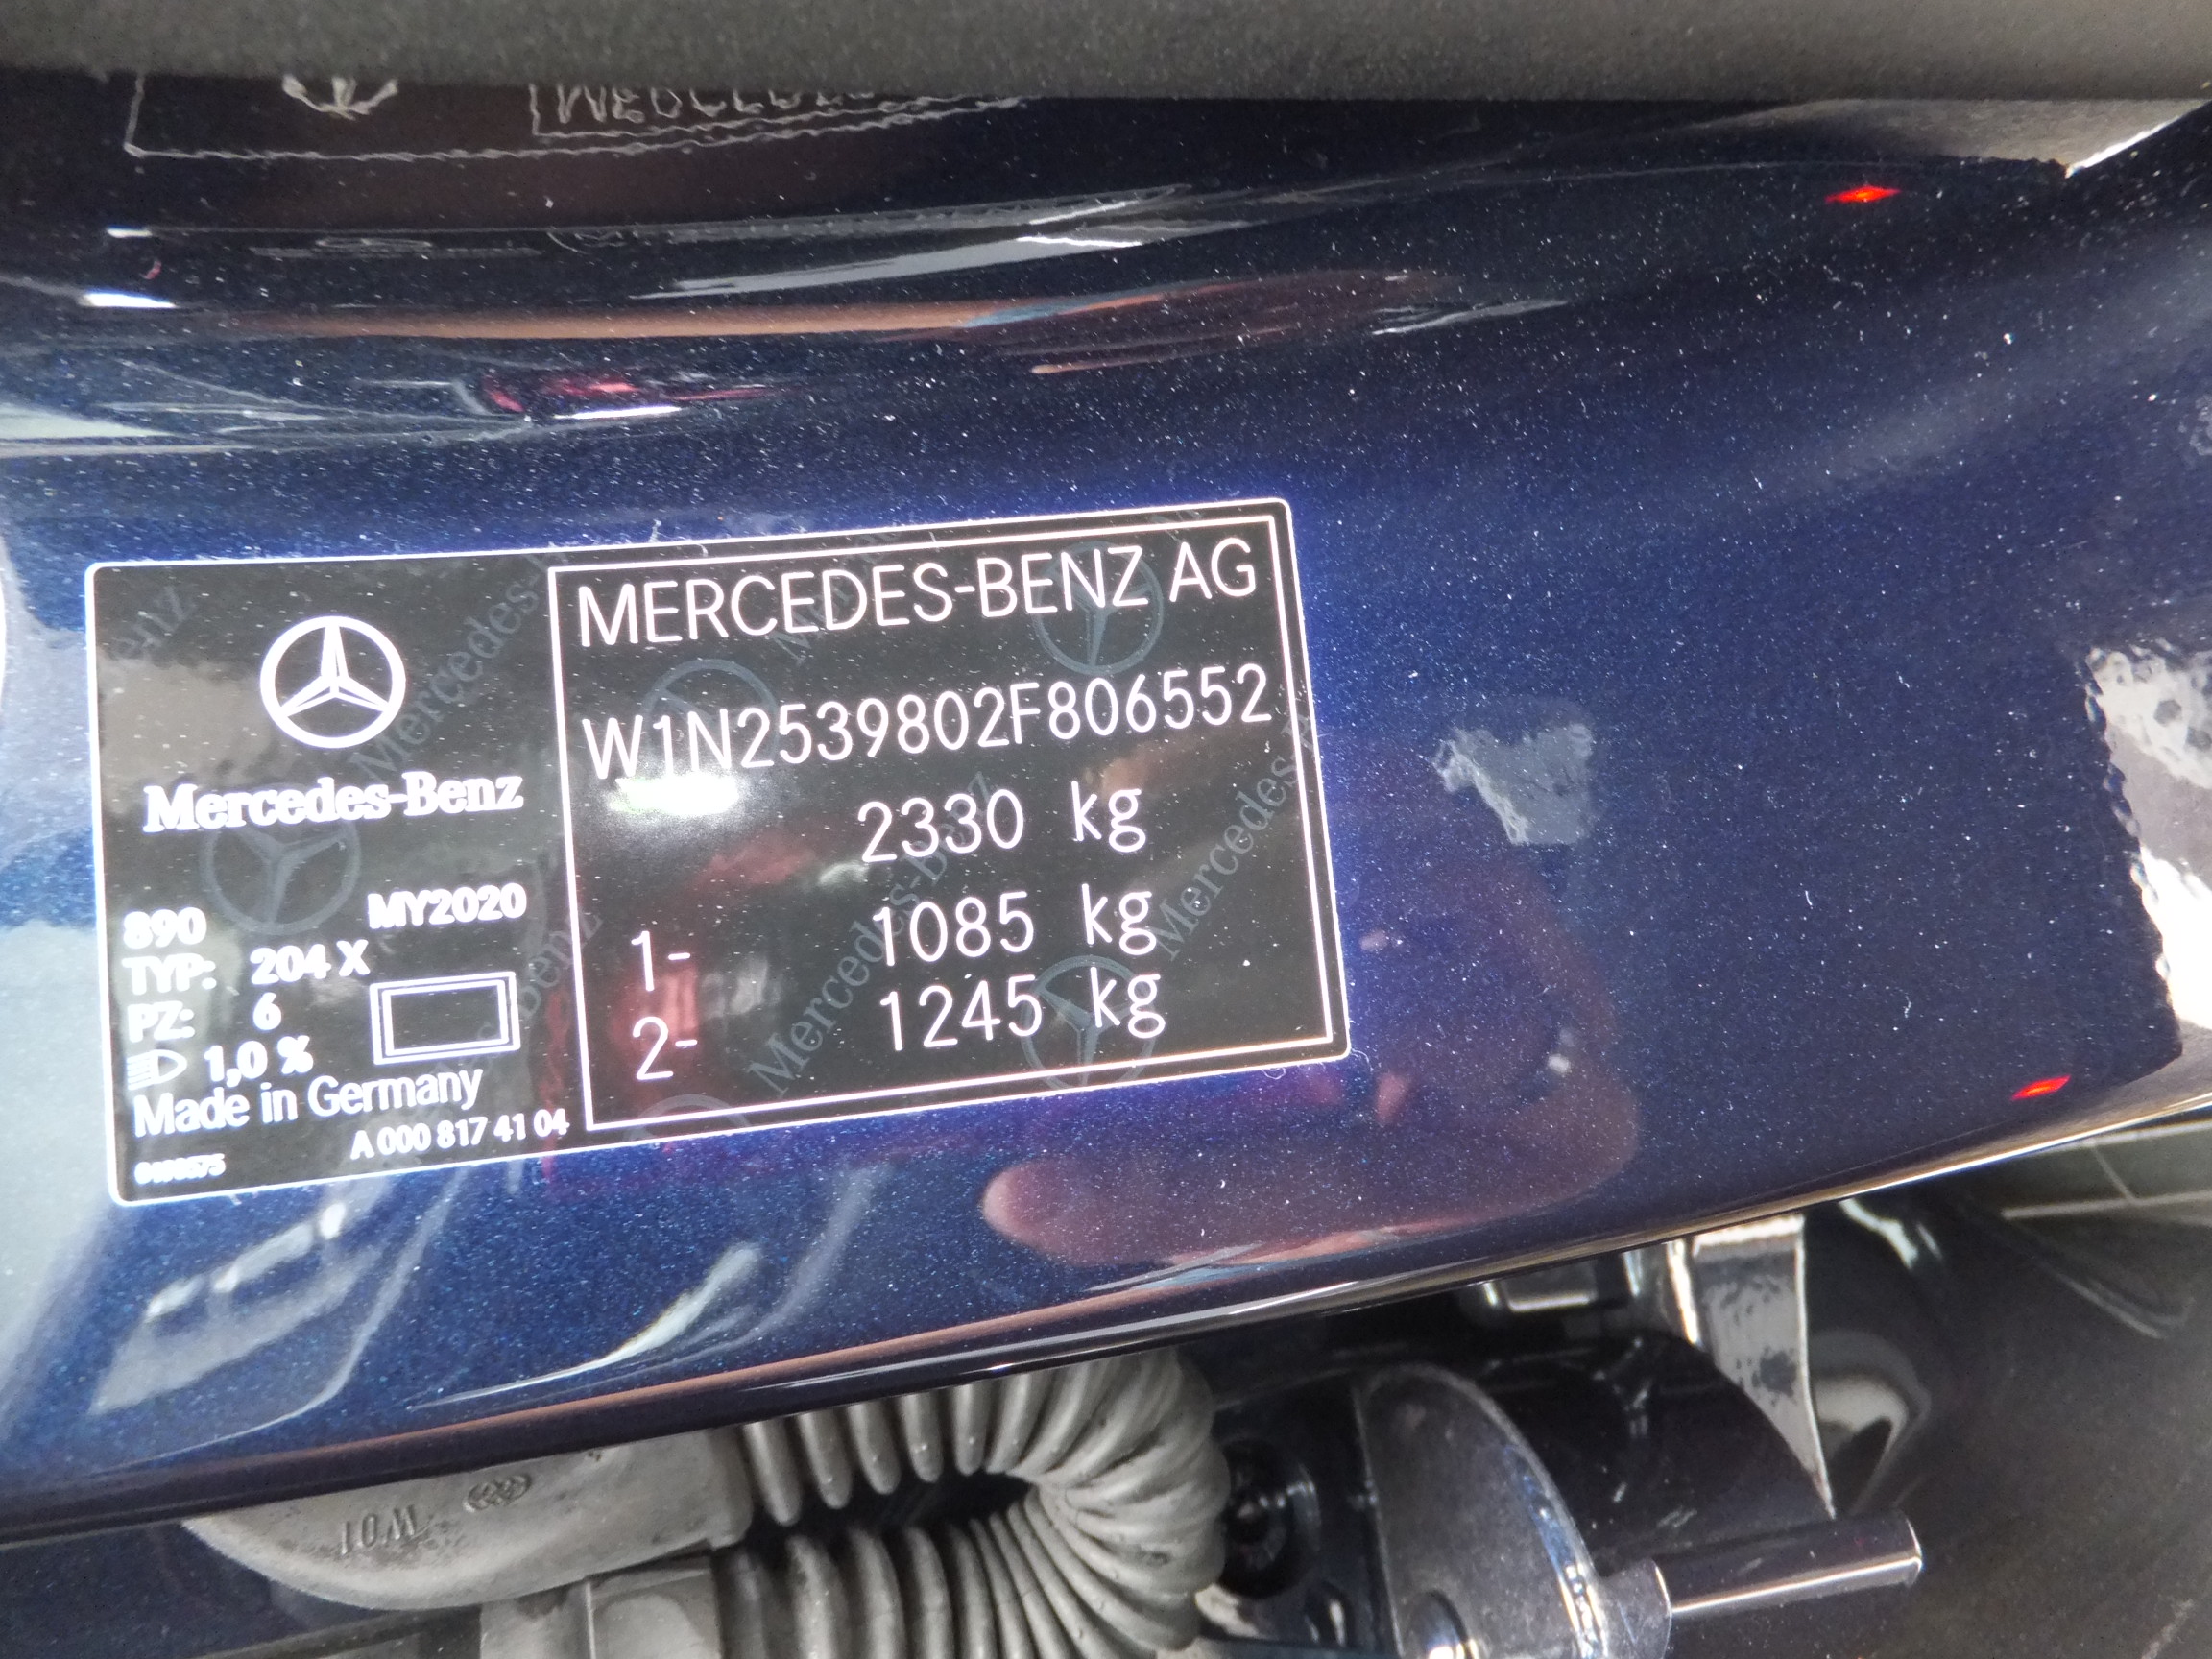 Mercedes-Benz
890
MY2020
TYP: 204 X
PZ: 6
1,0 %
Made in Germany
A 000 817 41 04
MERCEDES-BENZ AG
W1N2539802F806552
2330 kg
1- 1085 kg
2- 1245 kg